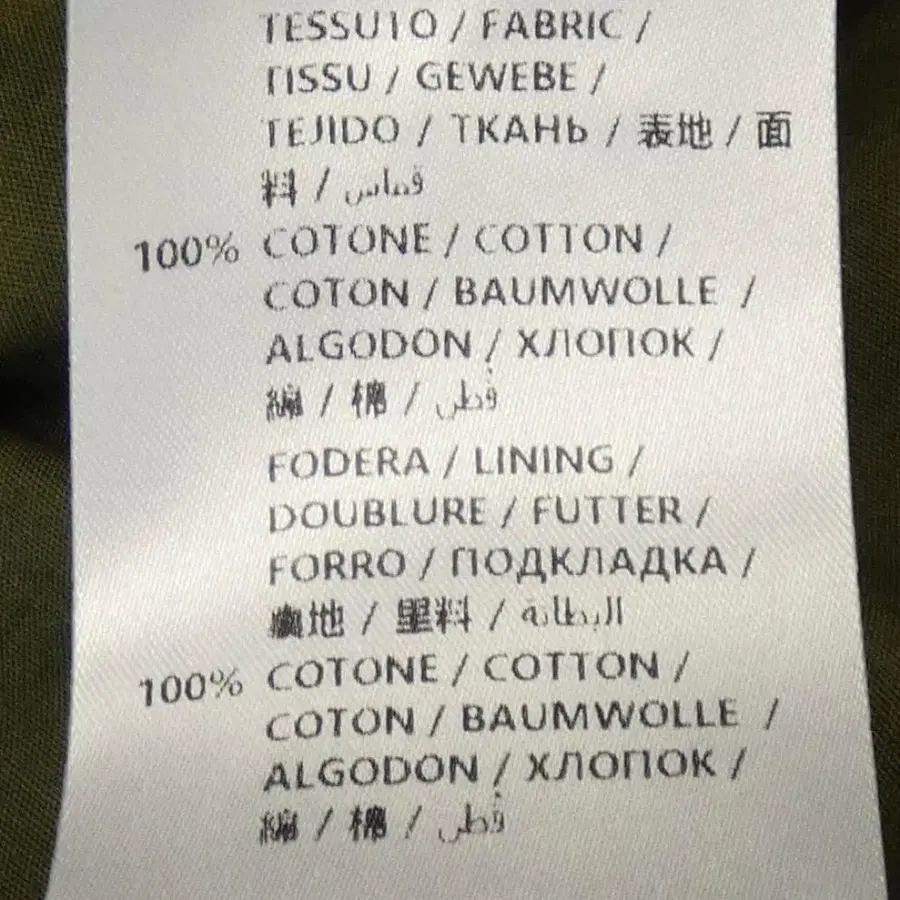 TESSUTO / FABRIC /
TISSU / GEWEBE /
TEJIDO / ТКАНЬ / 表地 / 面
料 / قماش
100% COTONE / COTTON /
COTON / BAUMWOLLE /
ALGODON / ХЛОПОК /
綿 / 棉 / قطن
FODERA / LINING /
DOUBLURE / FUTTER /
FORRO / ПОДКЛАДКА /
裏地 / 里料 / البطانة
100% COTONE / COTTON /
COTON / BAUMWOLLE /
ALGODON / ХЛОПОК /
綿 / 棉 / قطن